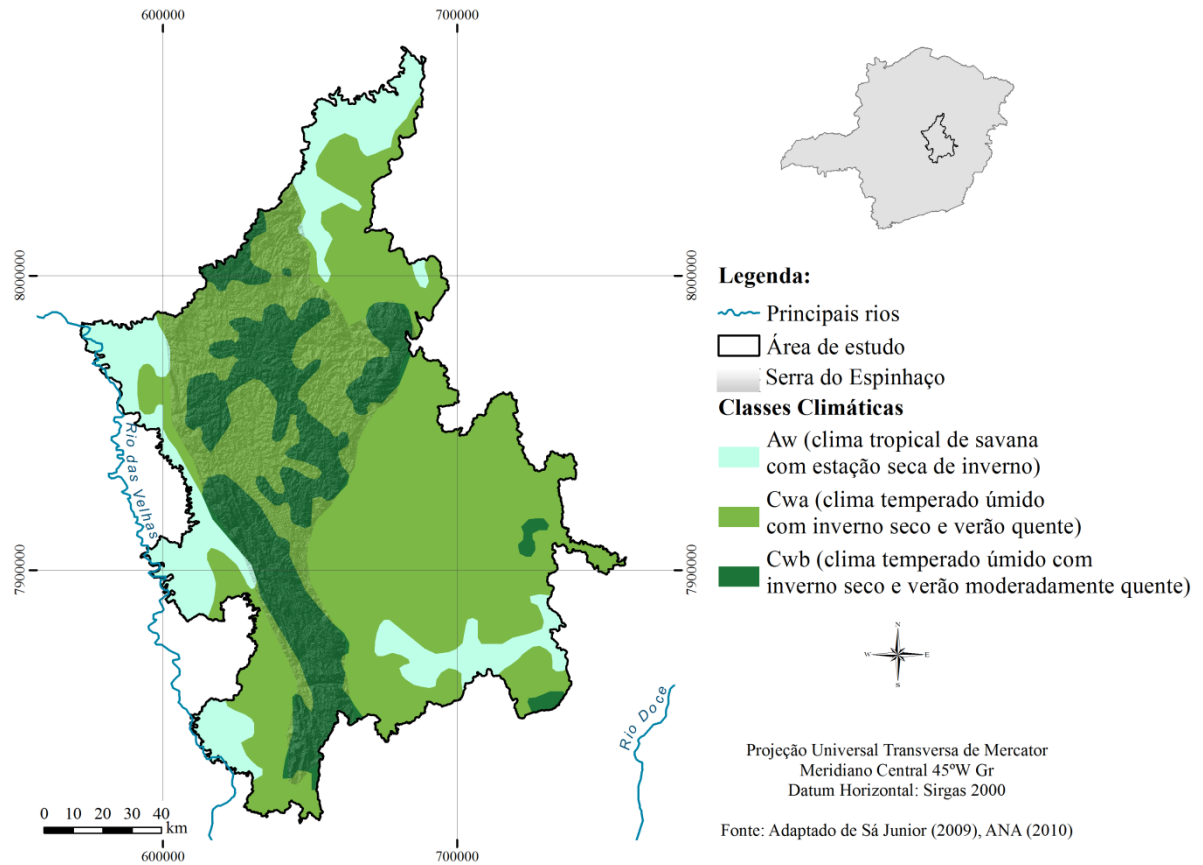 600000
700000
8000000
8000000
7900000
7900000
600000
700000
Rio das Velhas
Rio Doce
0 10 20 30 40
km
Legenda:
Principais rios
Área de estudo
Serra do Espinhaço
Classes Climáticas
Aw (clima tropical de savana
com estação seca de inverno)
Cwa (clima temperado úmido
com inverno seco e verão quente)
Cwb (clima temperado úmido com
inverno seco e verão moderadamente quente)
N
W
E
S
Projeção Universal Transversa de Mercator
Meridiano Central 45ºW Gr
Datum Horizontal: Sirgas 2000
Fonte: Adaptado de Sá Junior (2009), ANA (2010)